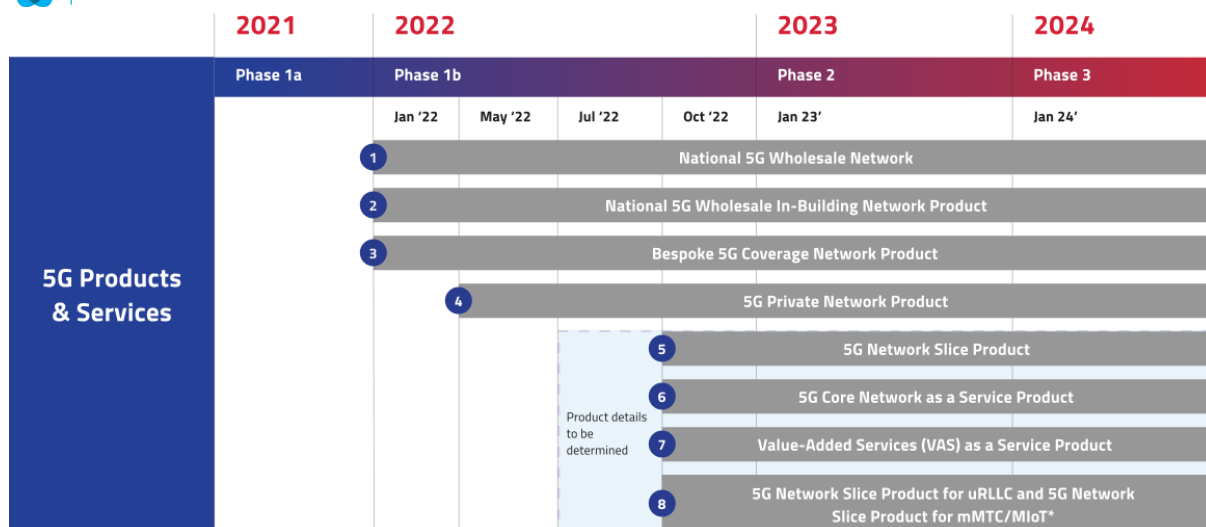 2021 2022 2023 2024
Phase 1a Phase 1b Phase 2 Phase 3
Jan ‘22 May ‘22 Jul ‘22 Oct ‘22 Jan 23’ Jan 24’
5G Products
& Services
1 National 5G Wholesale Network
2 National 5G Wholesale In-Building Network Product
3 Bespoke 5G Coverage Network Product
4 5G Private Network Product
Product details
to be
determined
5 5G Network Slice Product
6 5G Core Network as a Service Product
7 Value-Added Services (VAS) as a Service Product
8 5G Network Slice Product for uRLLC and 5G Network
Slice Product for mMTC/MIoT*